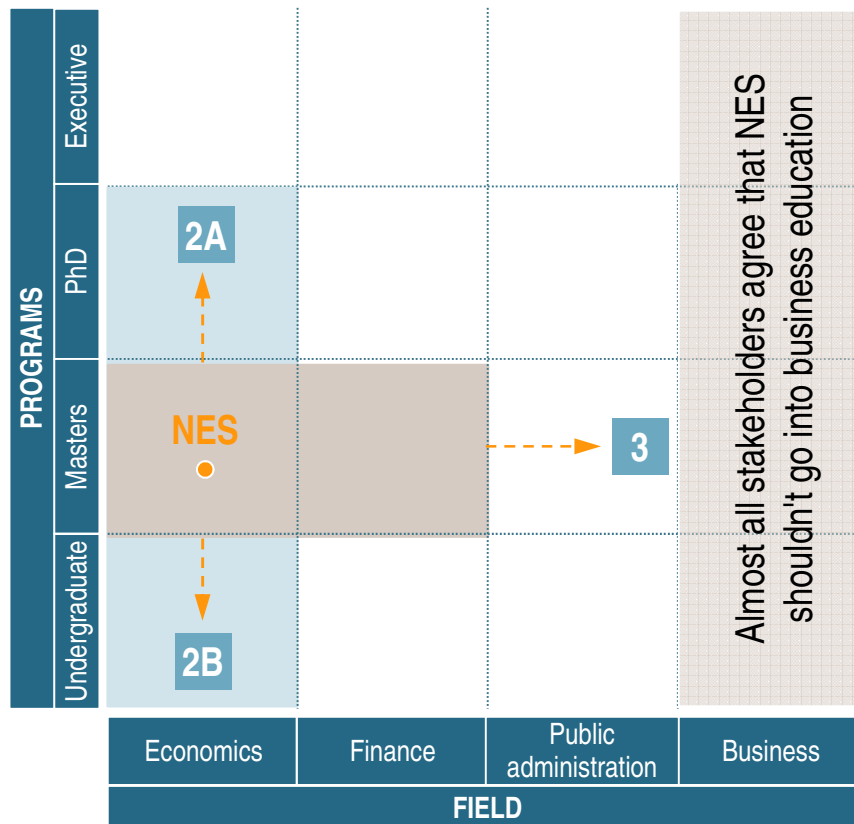 PROGRAMS
Executive
PhD
Masters
Undergraduate
2A
NES
3
2B
Almost all stakeholders agree that NES
shouldn't go into business education
Economics
Finance
Public
administration
Business
FIELD